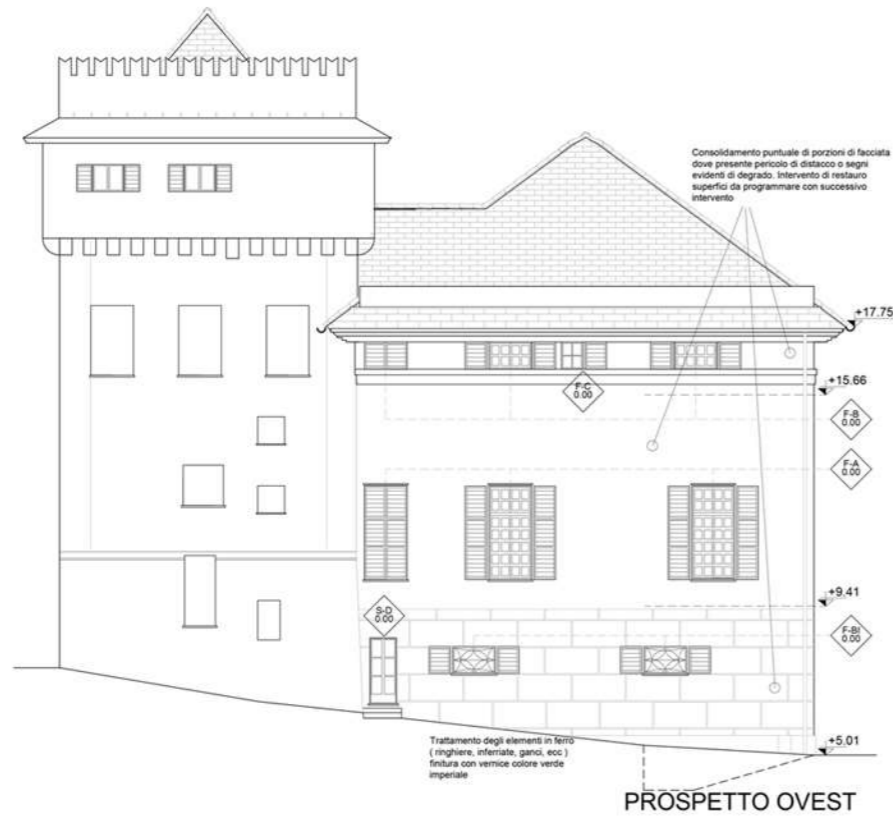 Consolidamento puntuale di porzioni di facciata
dove presente pericolo di distacco o segni
evidenti di degrado. Intervento di restauro
superfici da programmare con successivo
intervento
+17.75
+15.66
F-C
0.00
F-B
0.00
F-A
0.00
+9.41
S-D
0.00
F-BI
0.00
+5.01
Trattamento degli elementi in ferro
( ringhiere, inferriate, ganci, ecc )
finitura con vernice colore verde
imperiale
PROSPETTO OVEST